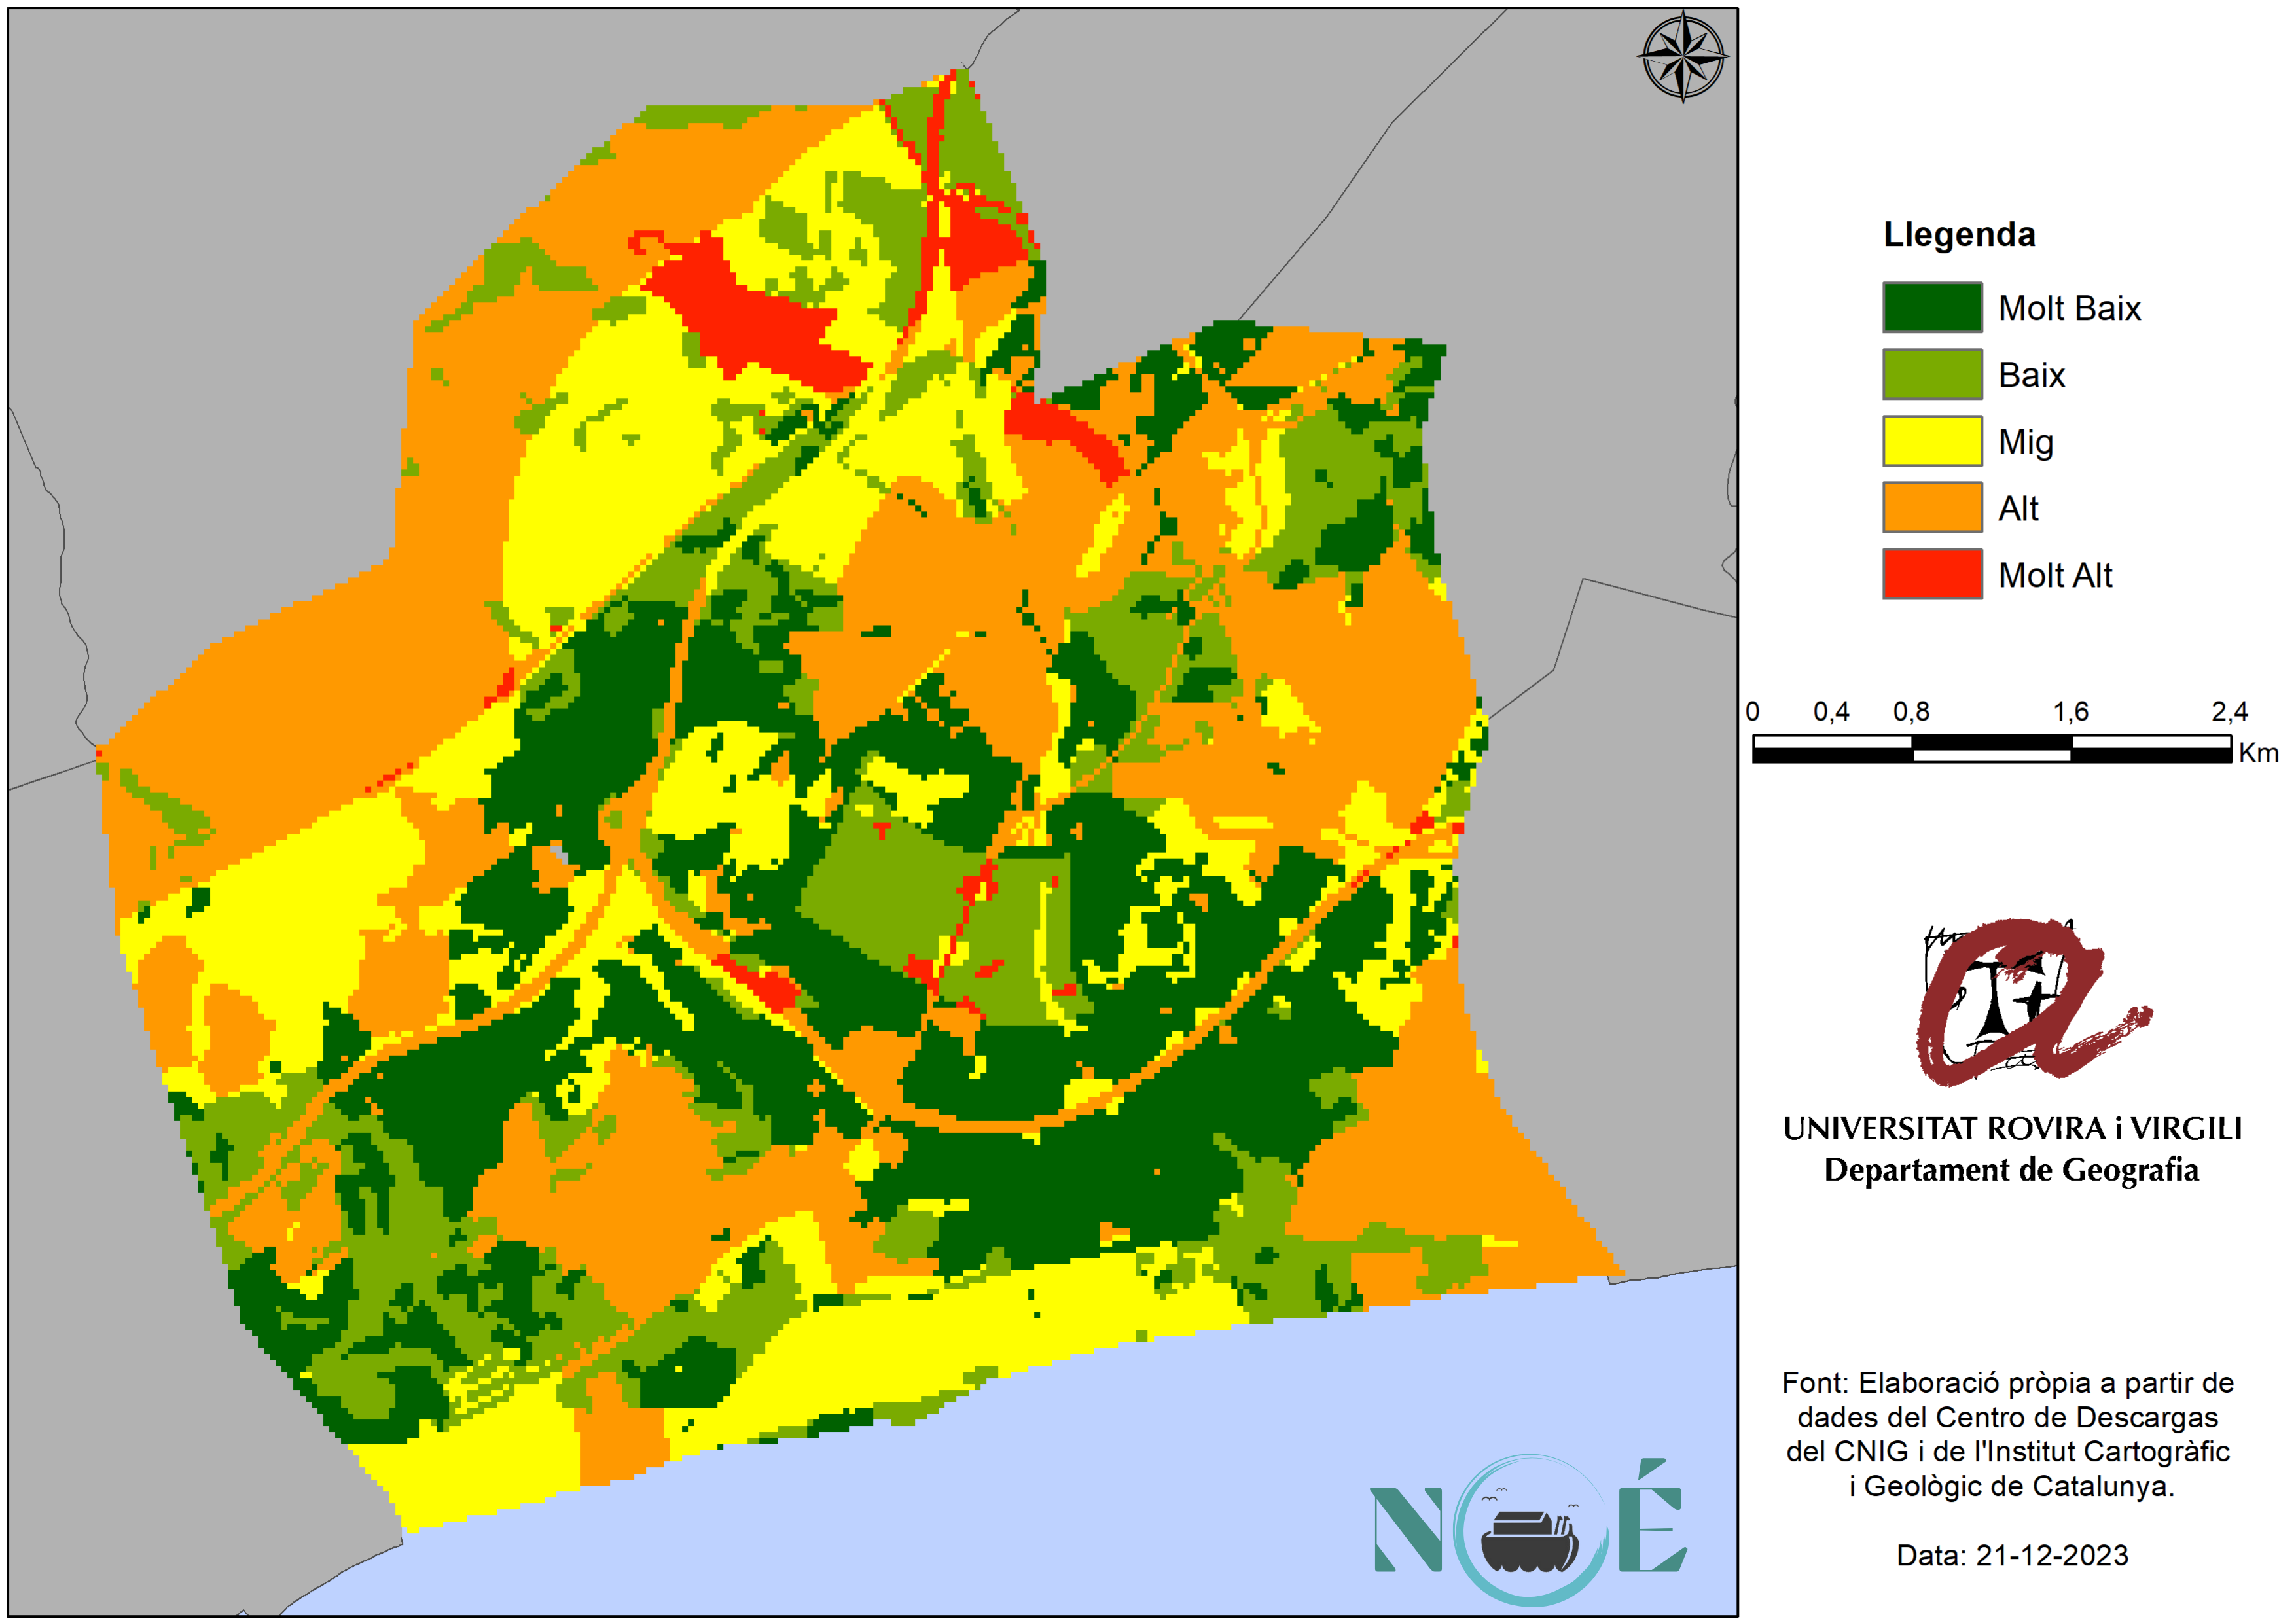 Llegenda
Molt Baix
Baix
Mig
Alt
Molt Alt
0 0,4 0,8 1,6 2,4
Km
UNIVERSITAT ROVIRA i VIRGILI
Departament de Geografia
Font: Elaboració pròpia a partir de
dades del Centro de Descargas
del CNIG i de l'Institut Cartogràfic
i Geològic de Catalunya.
Data: 21-12-2023
N É